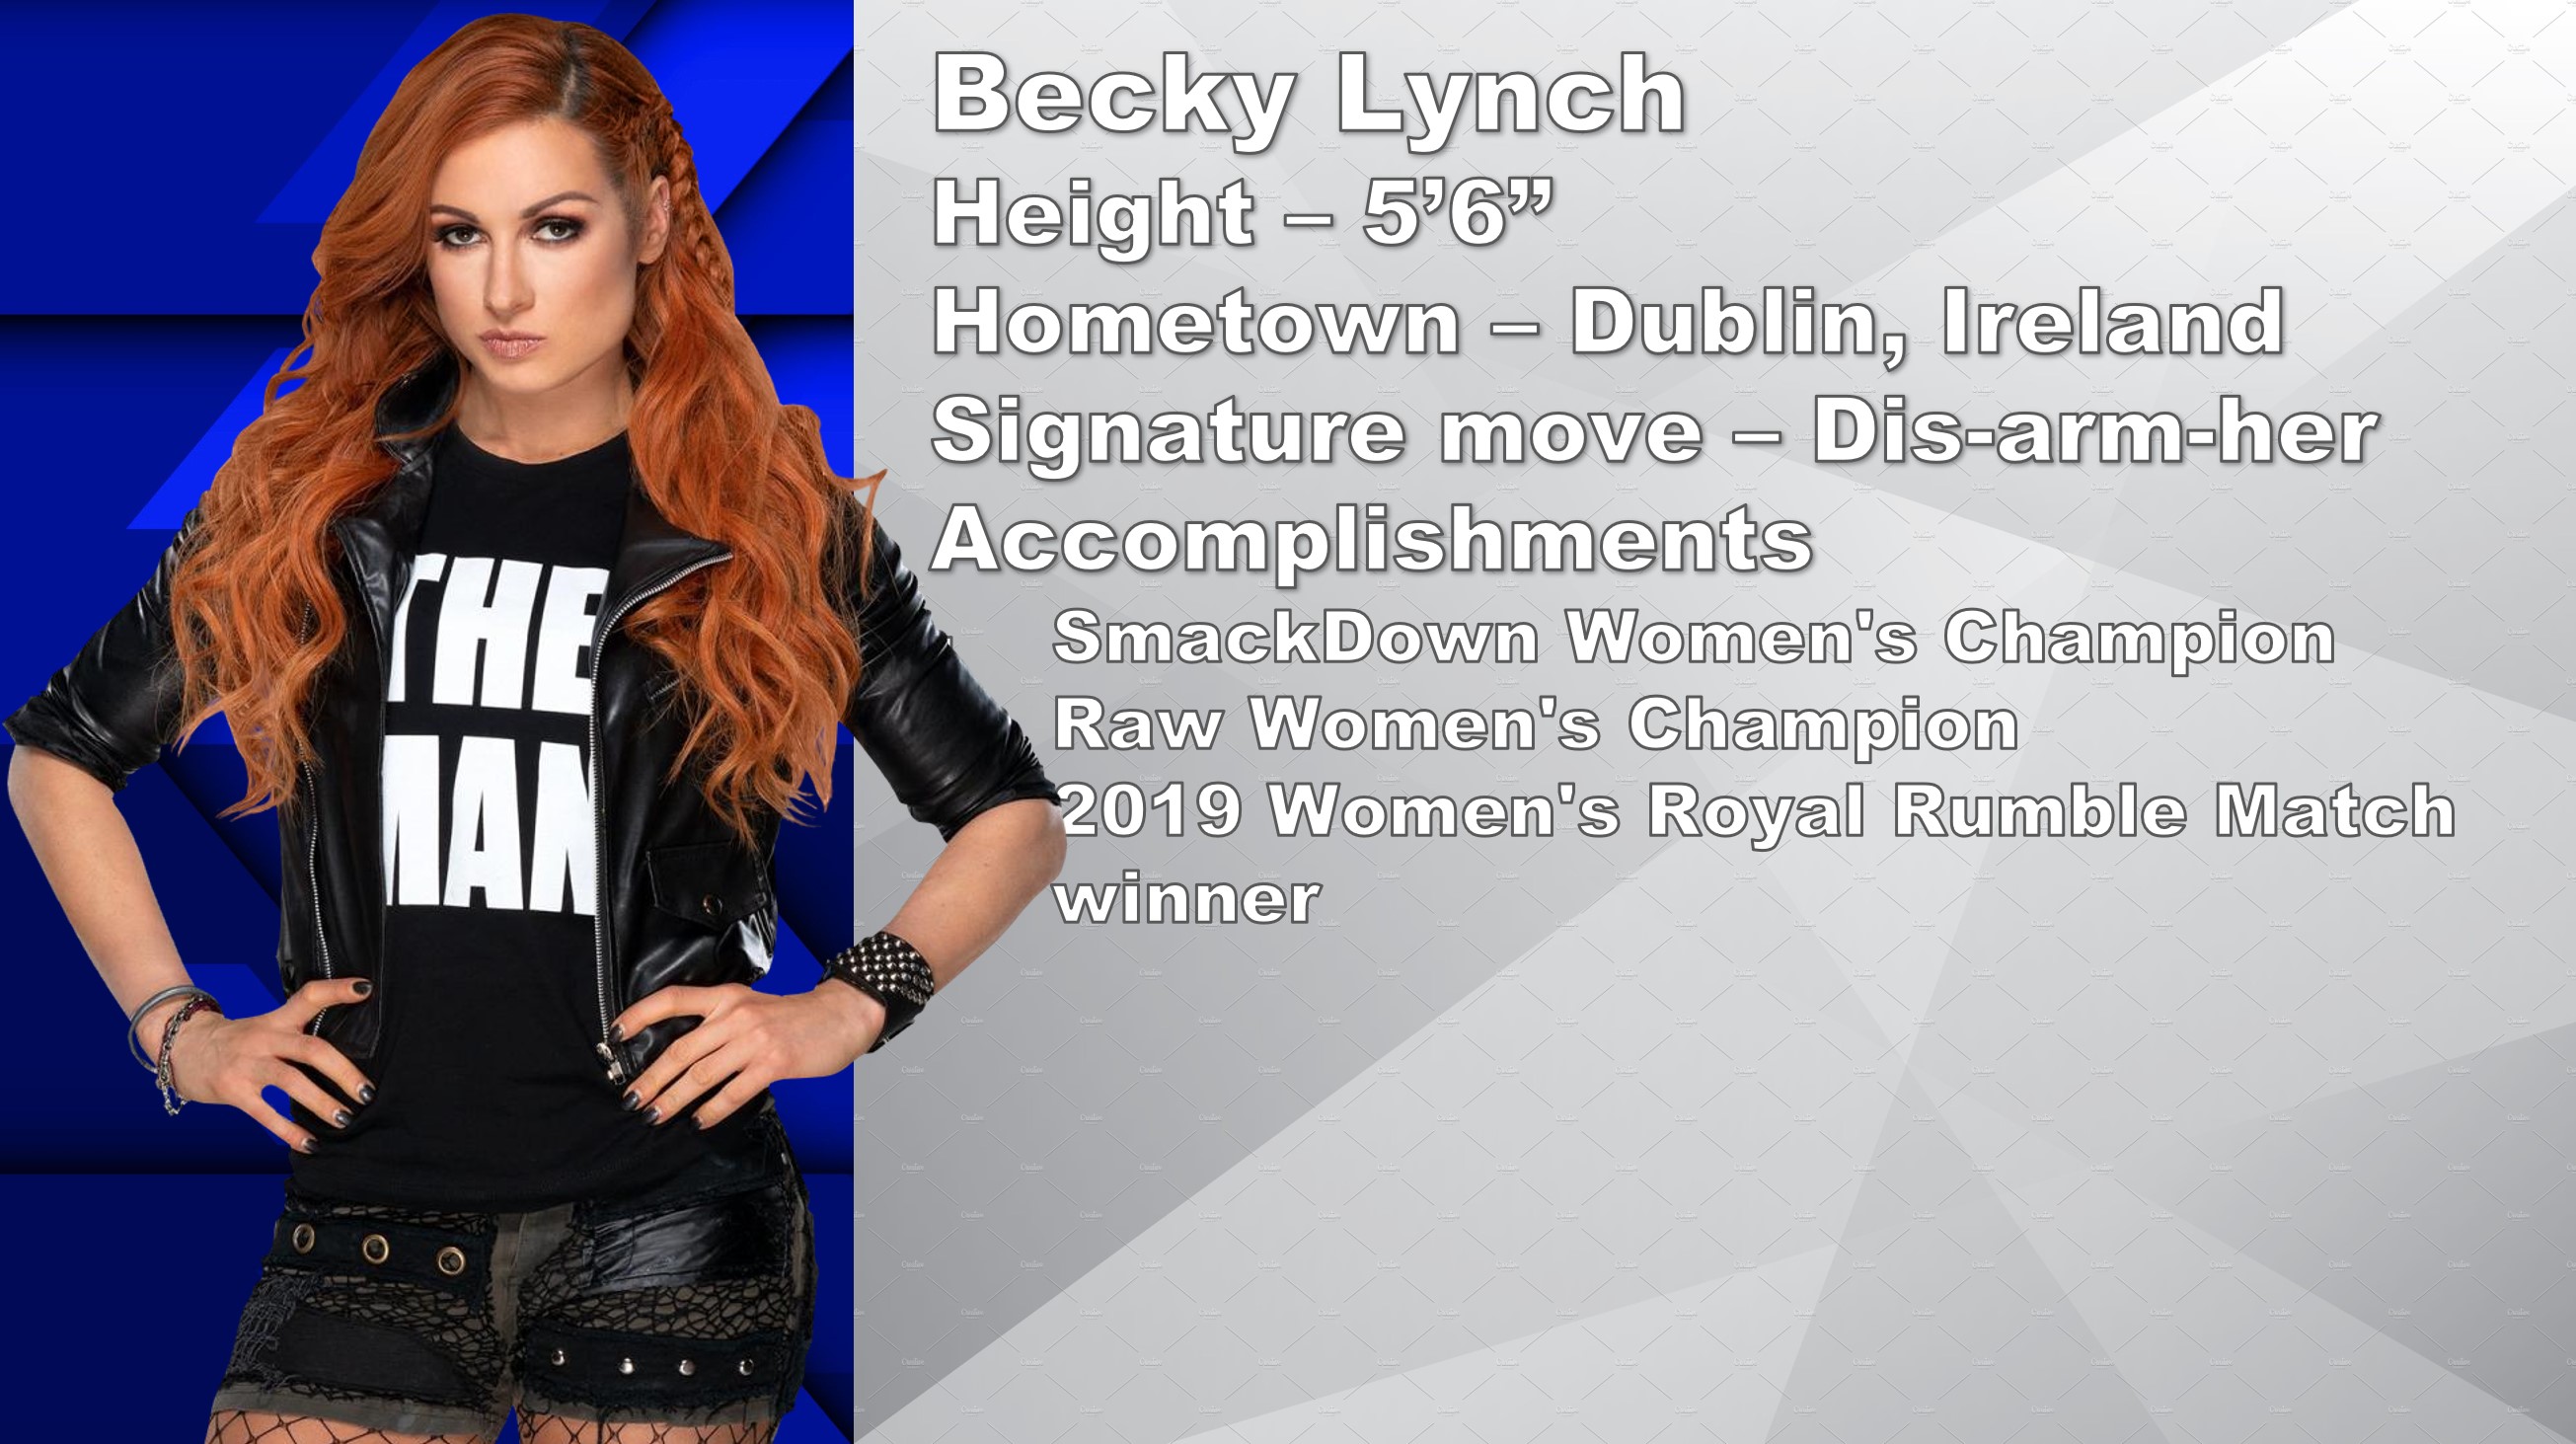 Becky Lynch
Height – 5’6”
Hometown – Dublin, Ireland
Signature move – Dis-arm-her
Accomplishments
SmackDown Women's Champion
Raw Women's Champion
2019 Women's Royal Rumble Match
winner
THE
MAN